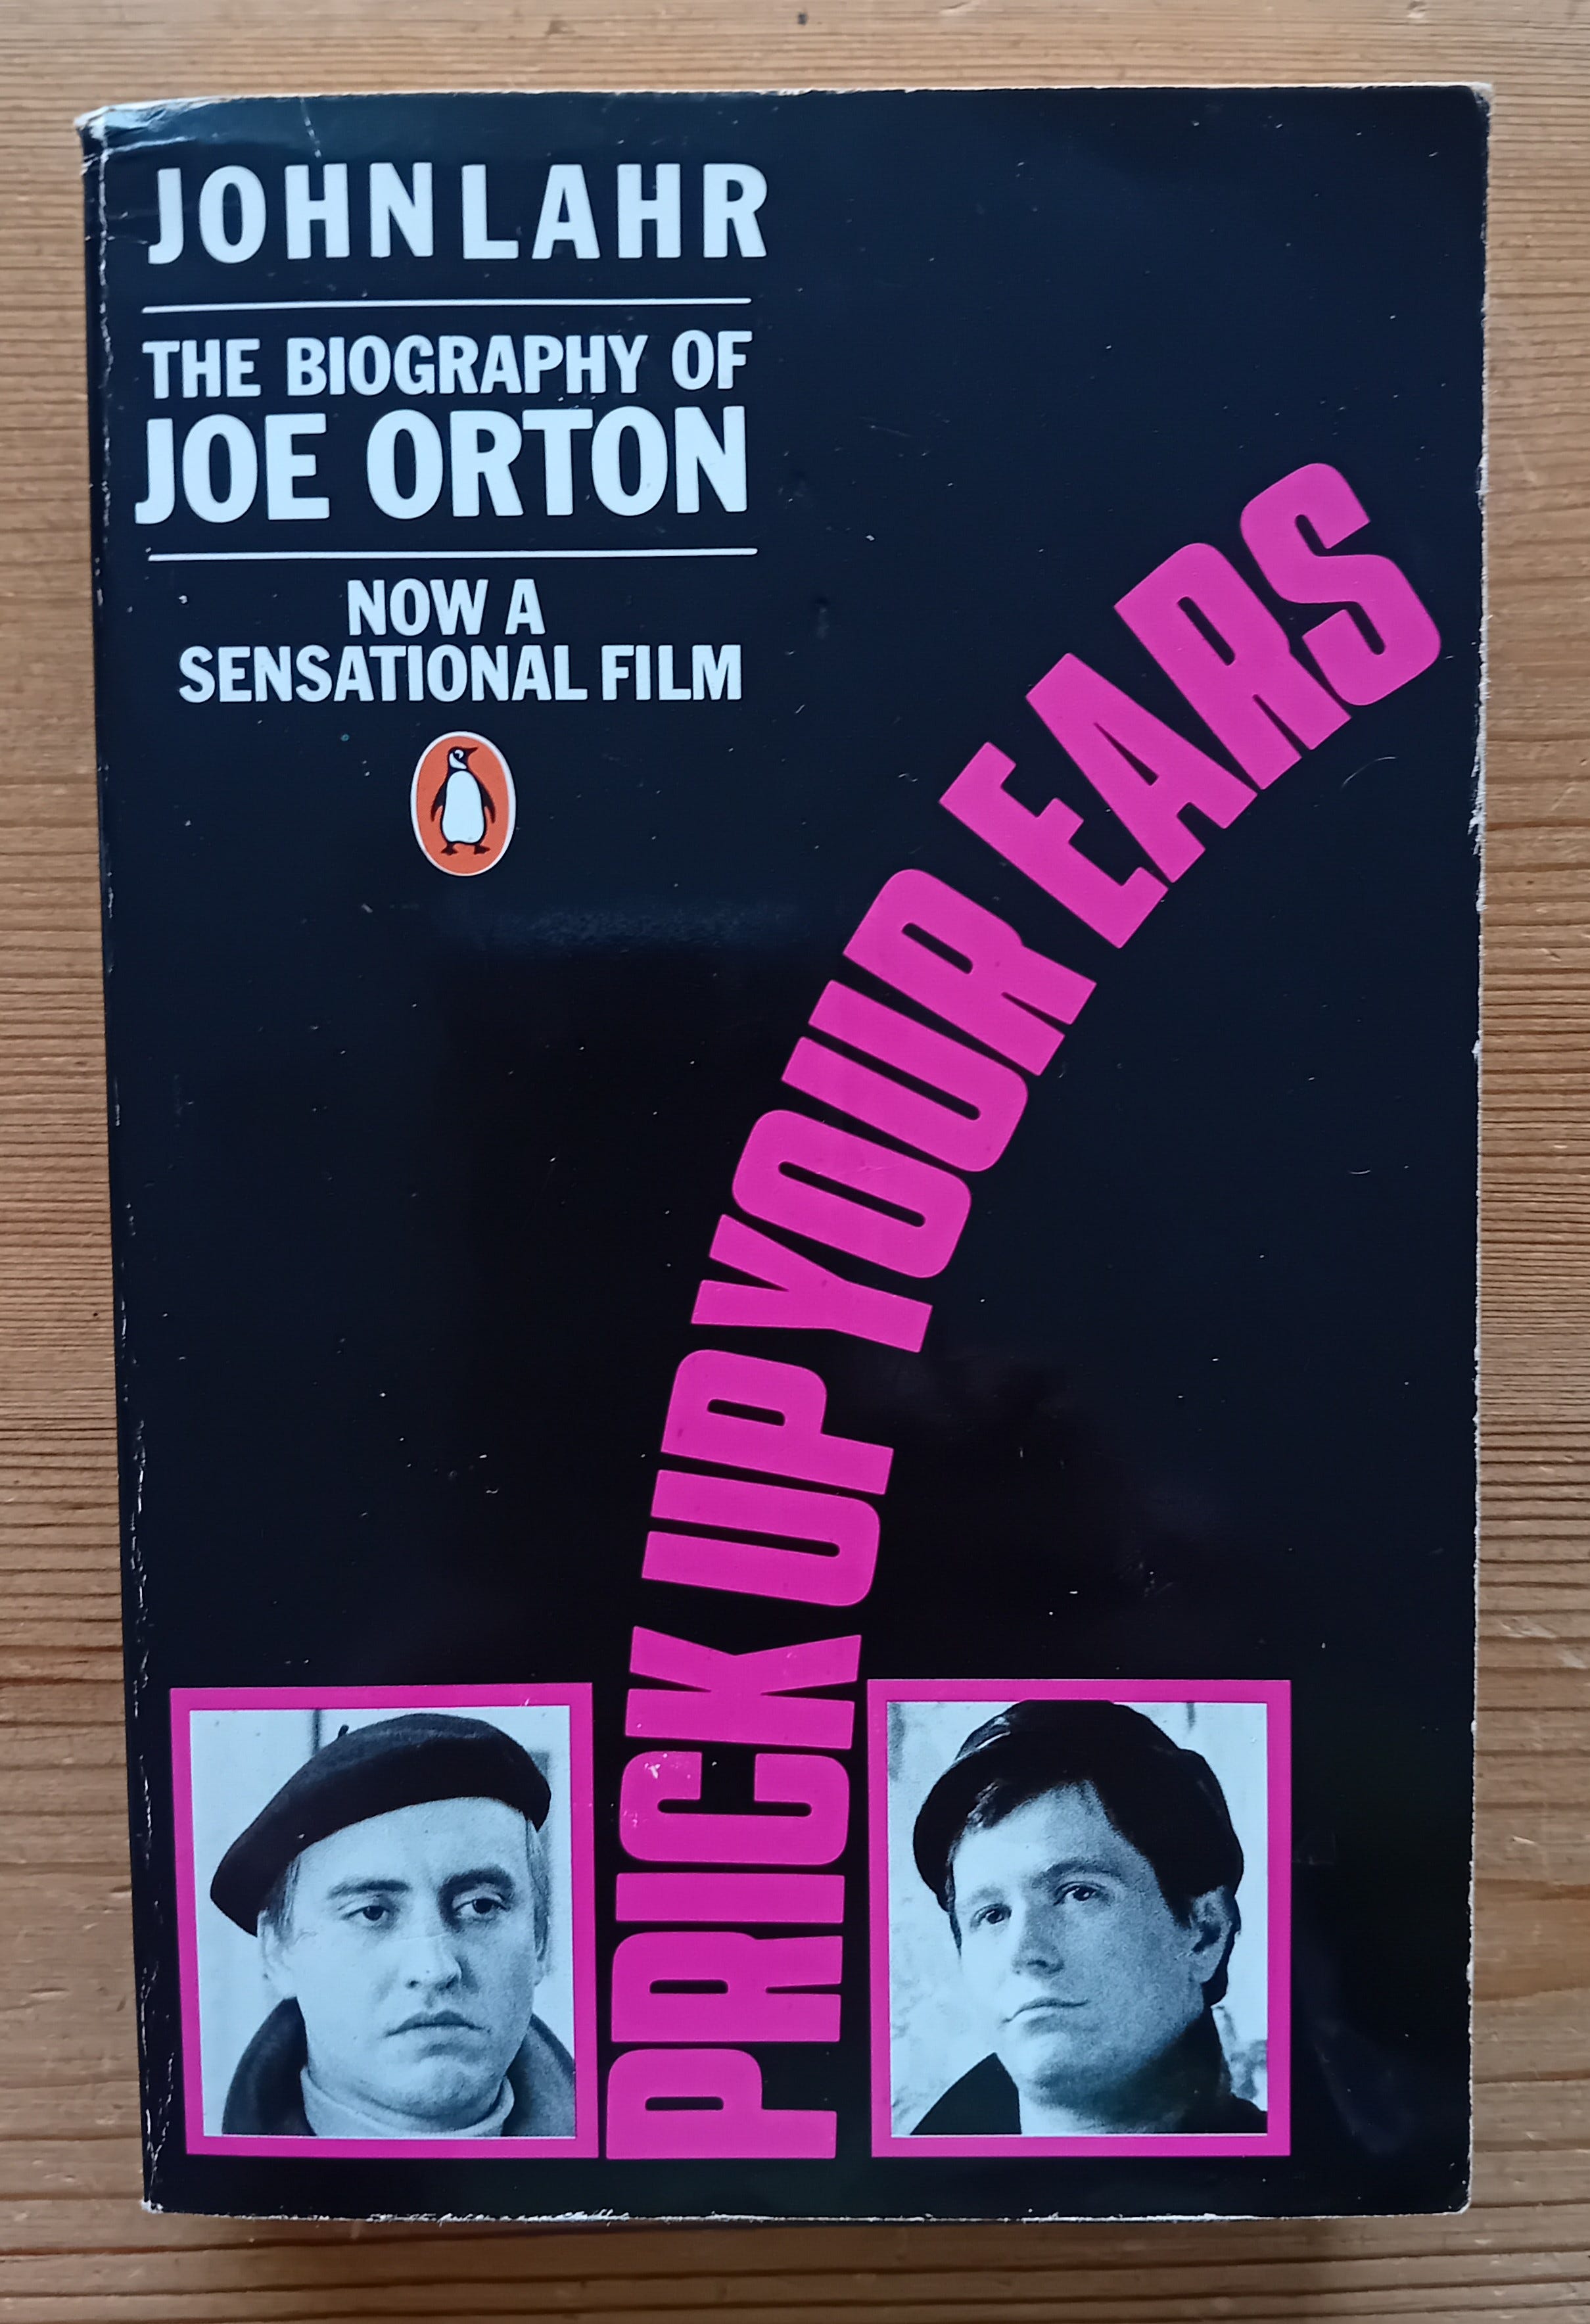 JOHN LAHR
THE BIOGRAPHY OF
JOE ORTON
NOW A
SENSATIONAL FILM
PRICK UP YOUR EARS